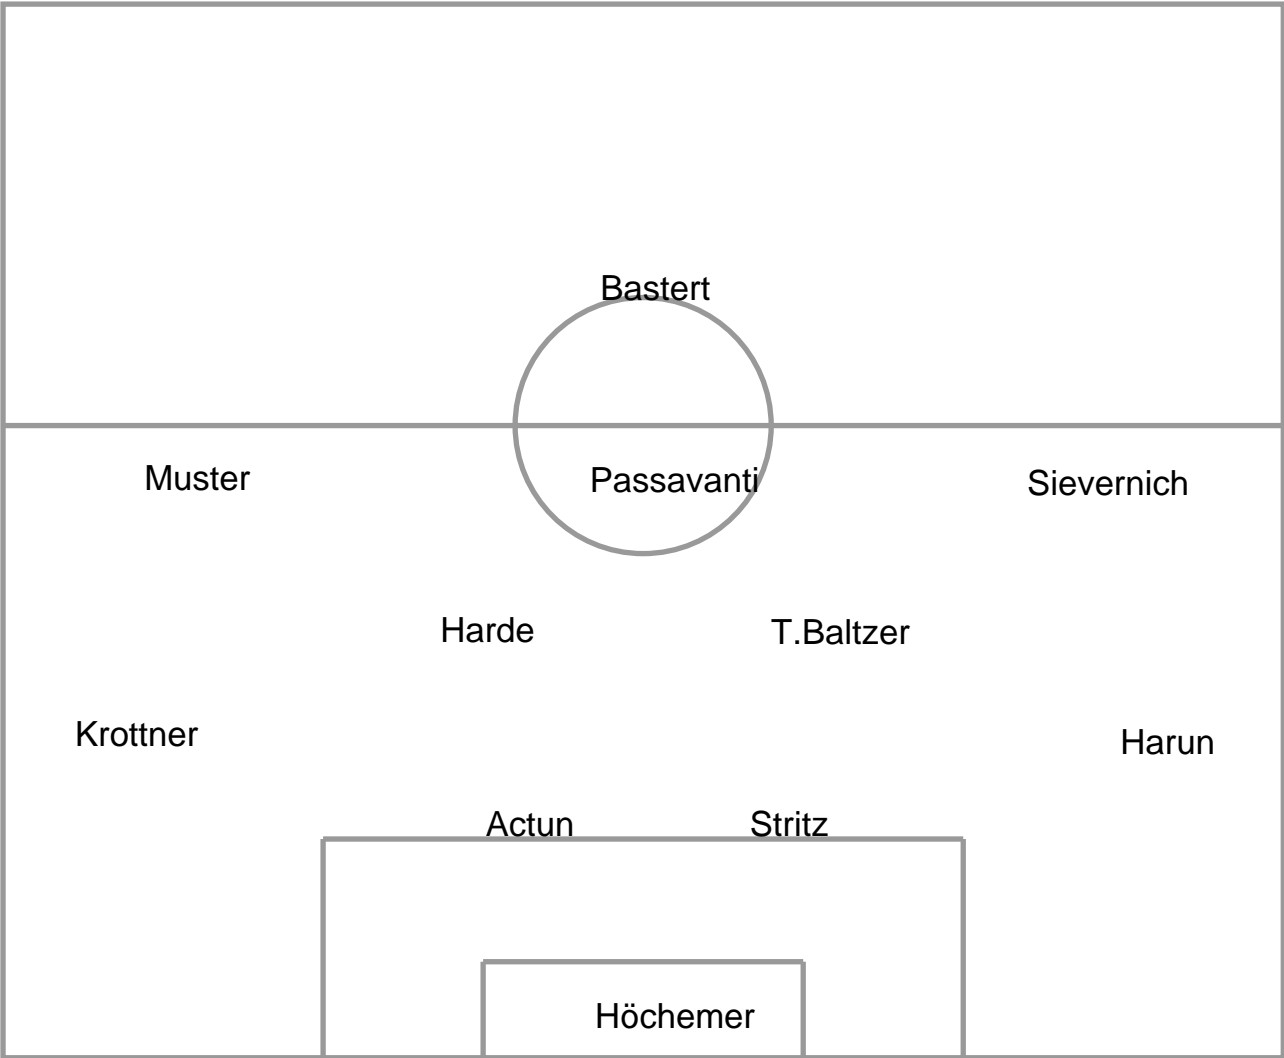 Bastert
Muster
Passavanti
Sievernich
Harde
T.Baltzer
Krottner
Harun
Actun
Stritz
Höchemer